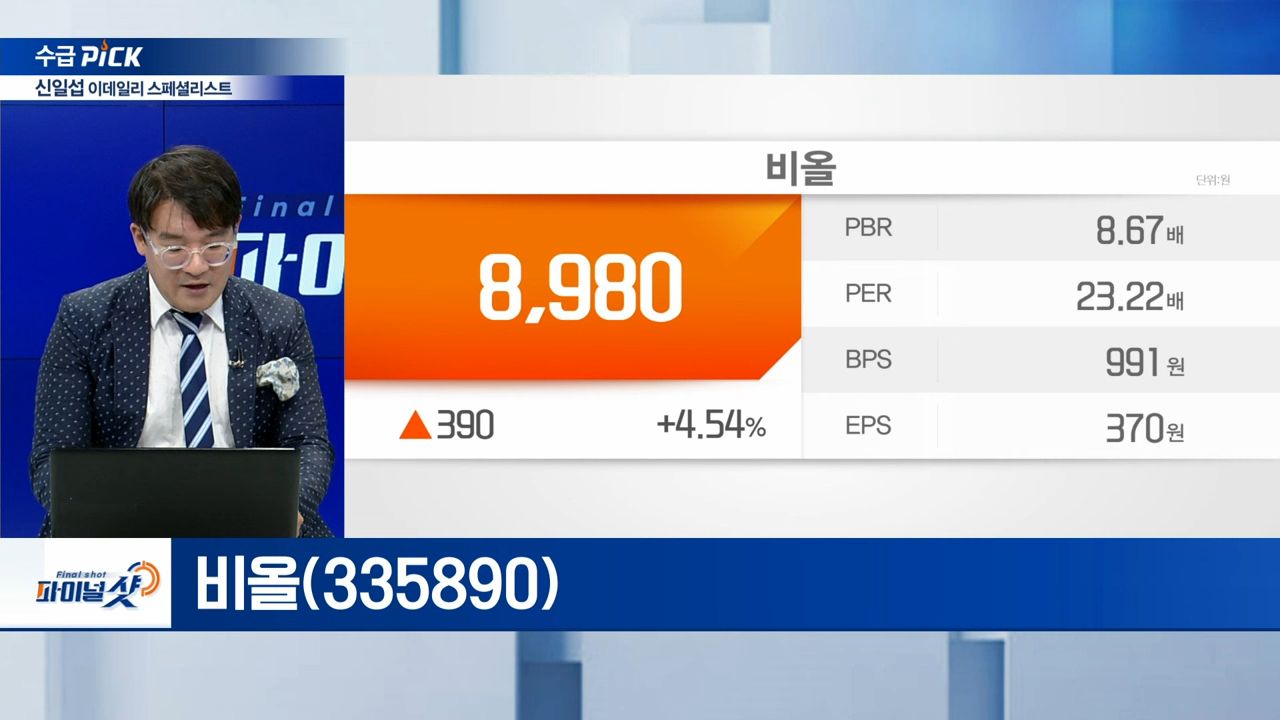 수급 PiCK
신일섭 이데일리 스페셜리스트
Final
파이
비올
단위:원
8,980
▲390 +4.54%
PBR 8.67배
PER 23.22배
BPS 991원
EPS 370원
Final shot
파이널샷
비올(335890)